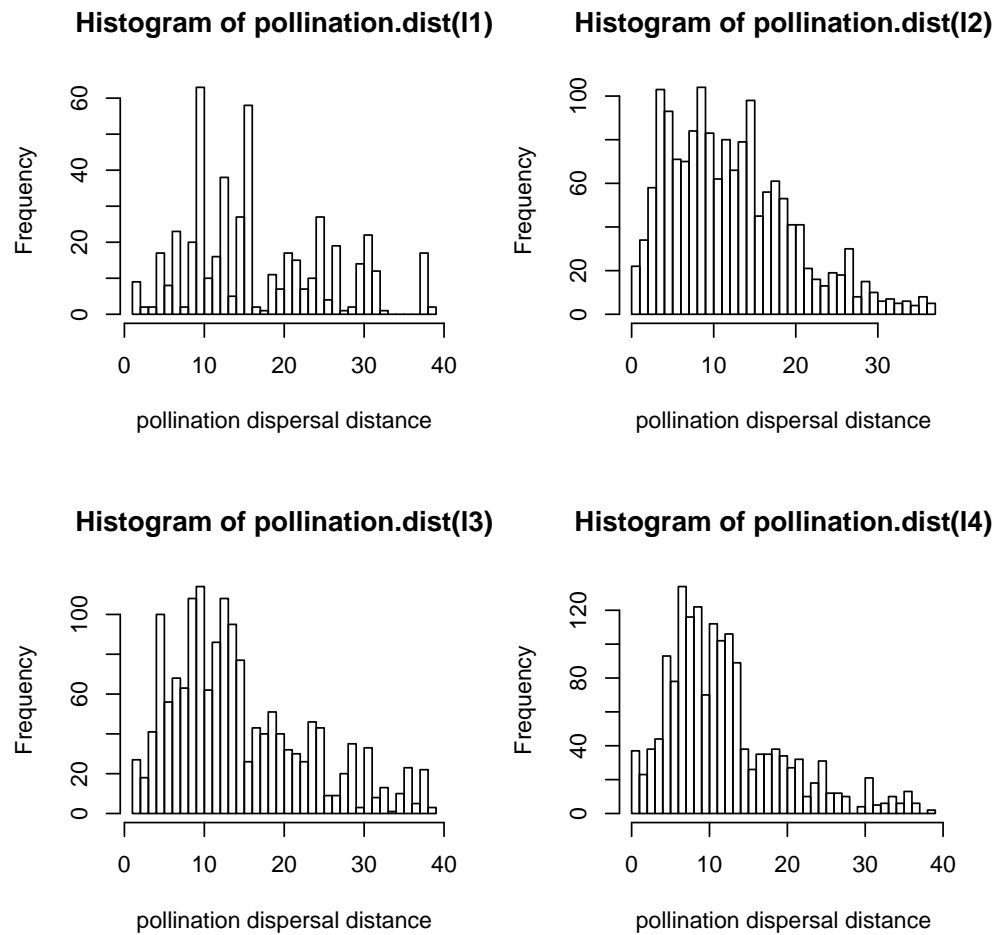 Histogram of pollination.dist(l1)
Frequency
60
40
20
0
0 10 20 30 40
pollination dispersal distance
Histogram of pollination.dist(l2)
Frequency
100
60
20
0
0 10 20 30
pollination dispersal distance
Histogram of pollination.dist(l3)
Frequency
100
60
20
0
0 10 20 30 40
pollination dispersal distance
Histogram of pollination.dist(l4)
Frequency
120
80
40
0
0 10 20 30 40
pollination dispersal distance